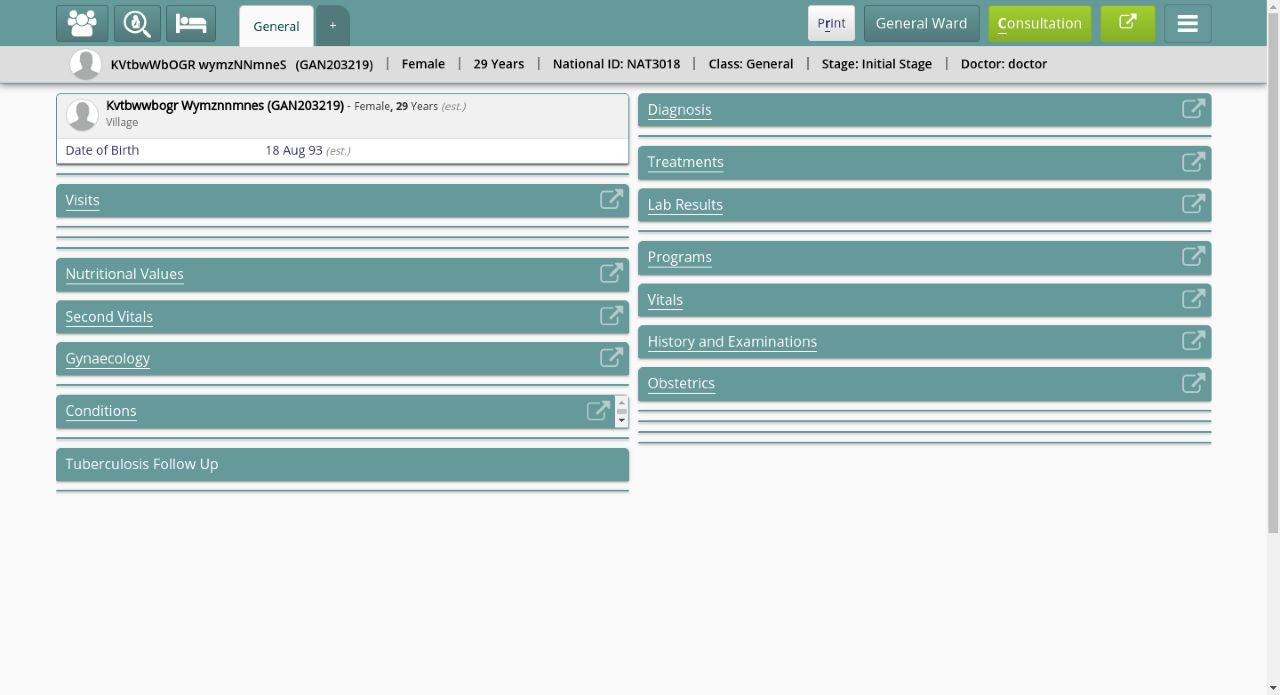 General
+
Print
General Ward
Consultation
KVtbwWbOGR wymzNNmneS (GAN203219) | Female | 29 Years | National ID: NAT3018 | Class: General | Stage: Initial Stage | Doctor: doctor
Kvtbwwbogr Wymznnmnes (GAN203219) - Female, 29 Years (est.)
Village
Date of Birth 18 Aug 93 (est.)
Visits
Nutritional Values
Second Vitals
Gynaecology
Conditions
Tuberculosis Follow Up
Diagnosis
Treatments
Lab Results
Programs
Vitals
History and Examinations
Obstetrics